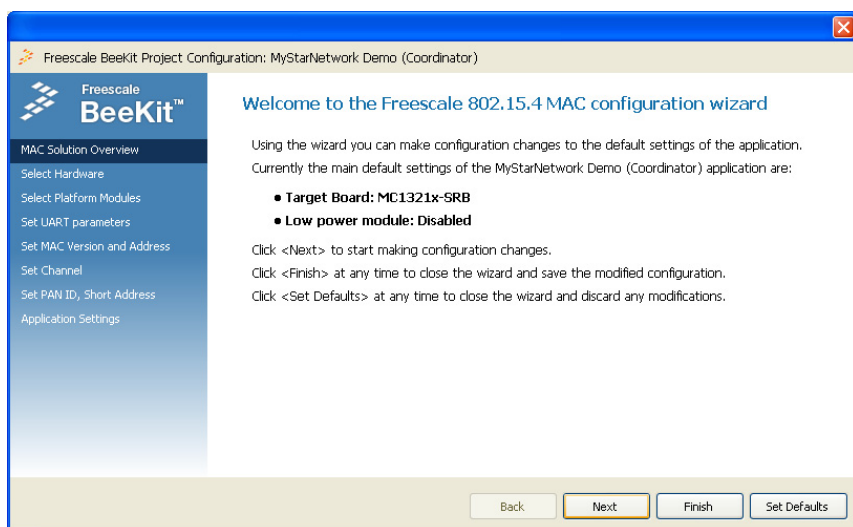 Freescale BeeKit Project Configuration: MyStarNetwork Demo (Coordinator)
Freescale
BeeKit™
MAC Solution Overview
Select Hardware
Select Platform Modules
Set UART parameters
Set MAC Version and Address
Set Channel
Set PAN ID, Short Address
Application Settings
Welcome to the Freescale 802.15.4 MAC configuration wizard
Using the wizard you can make configuration changes to the default settings of the application.
Currently the main default settings of the MyStarNetwork Demo (Coordinator) application are:
● Target Board: MC1321x-SRB
● Low power module: Disabled
Click <Next> to start making configuration changes.
Click <Finish> at any time to close the wizard and save the modified configuration.
Click <Set Defaults> at any time to close the wizard and discard any modifications.
Back Next Finish Set Defaults